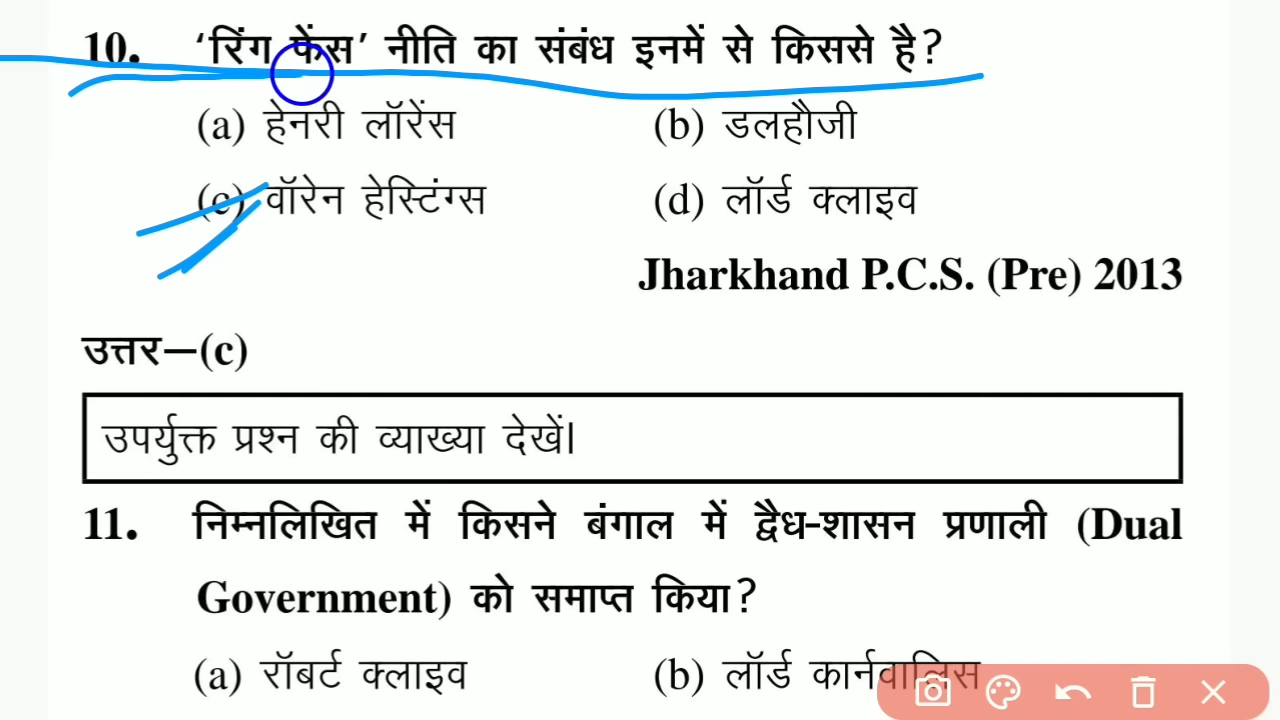 10. ‘रिंग फेंस’ नीति का संबंध इनमें से किससे है?
(a) हेनरी लॉरेंस (b) डलहौजी
(c) वॉरेन हेस्टिंग्स (d) लॉर्ड क्लाइव
Jharkhand P.C.S. (Pre) 2013
उत्तर—(c)
उपर्युक्त प्रश्न की व्याख्या देखें।
11. निम्नलिखित में किसने बंगाल में द्वैध-शासन प्रणाली (Dual
Government) को समाप्त किया?
(a) रॉबर्ट क्लाइव (b) लॉर्ड कार्नवालिस